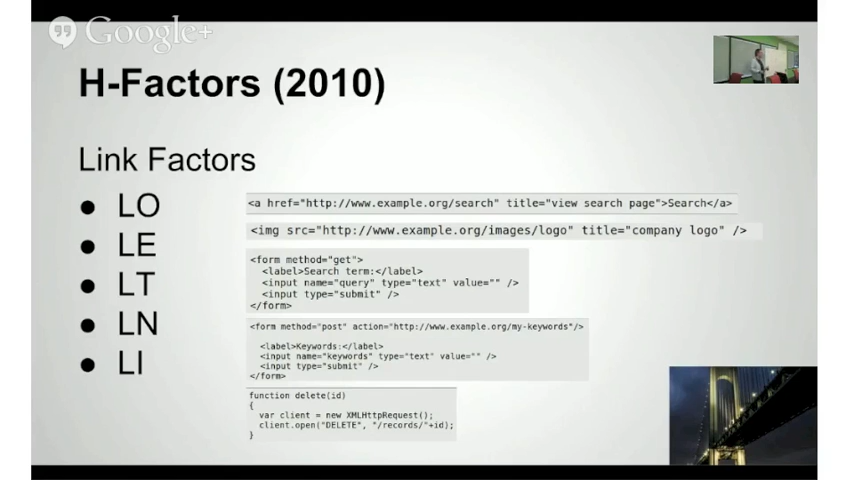 Google+
H-Factors (2010)
Link Factors
● LO
● LE
● LT
● LN
● LI
<a href="http://www.example.org/search" title="view search page">Search</a>
<img src="http://www.example.org/images/logo" title="company logo" />
<form method="get">
<label>Search term:</label>
<input name="query" type="text" value="" />
<input type="submit" />
</form>
<form method="post" action="http://www.example.org/my-keywords"/>
<label>Keywords:</label>
<input name="keywords" type="text" value="" />
<input type="submit" />
</form>
function delete(id)
{
var client = new XMLHttpRequest();
client.open("DELETE", "/records/"+id);
}